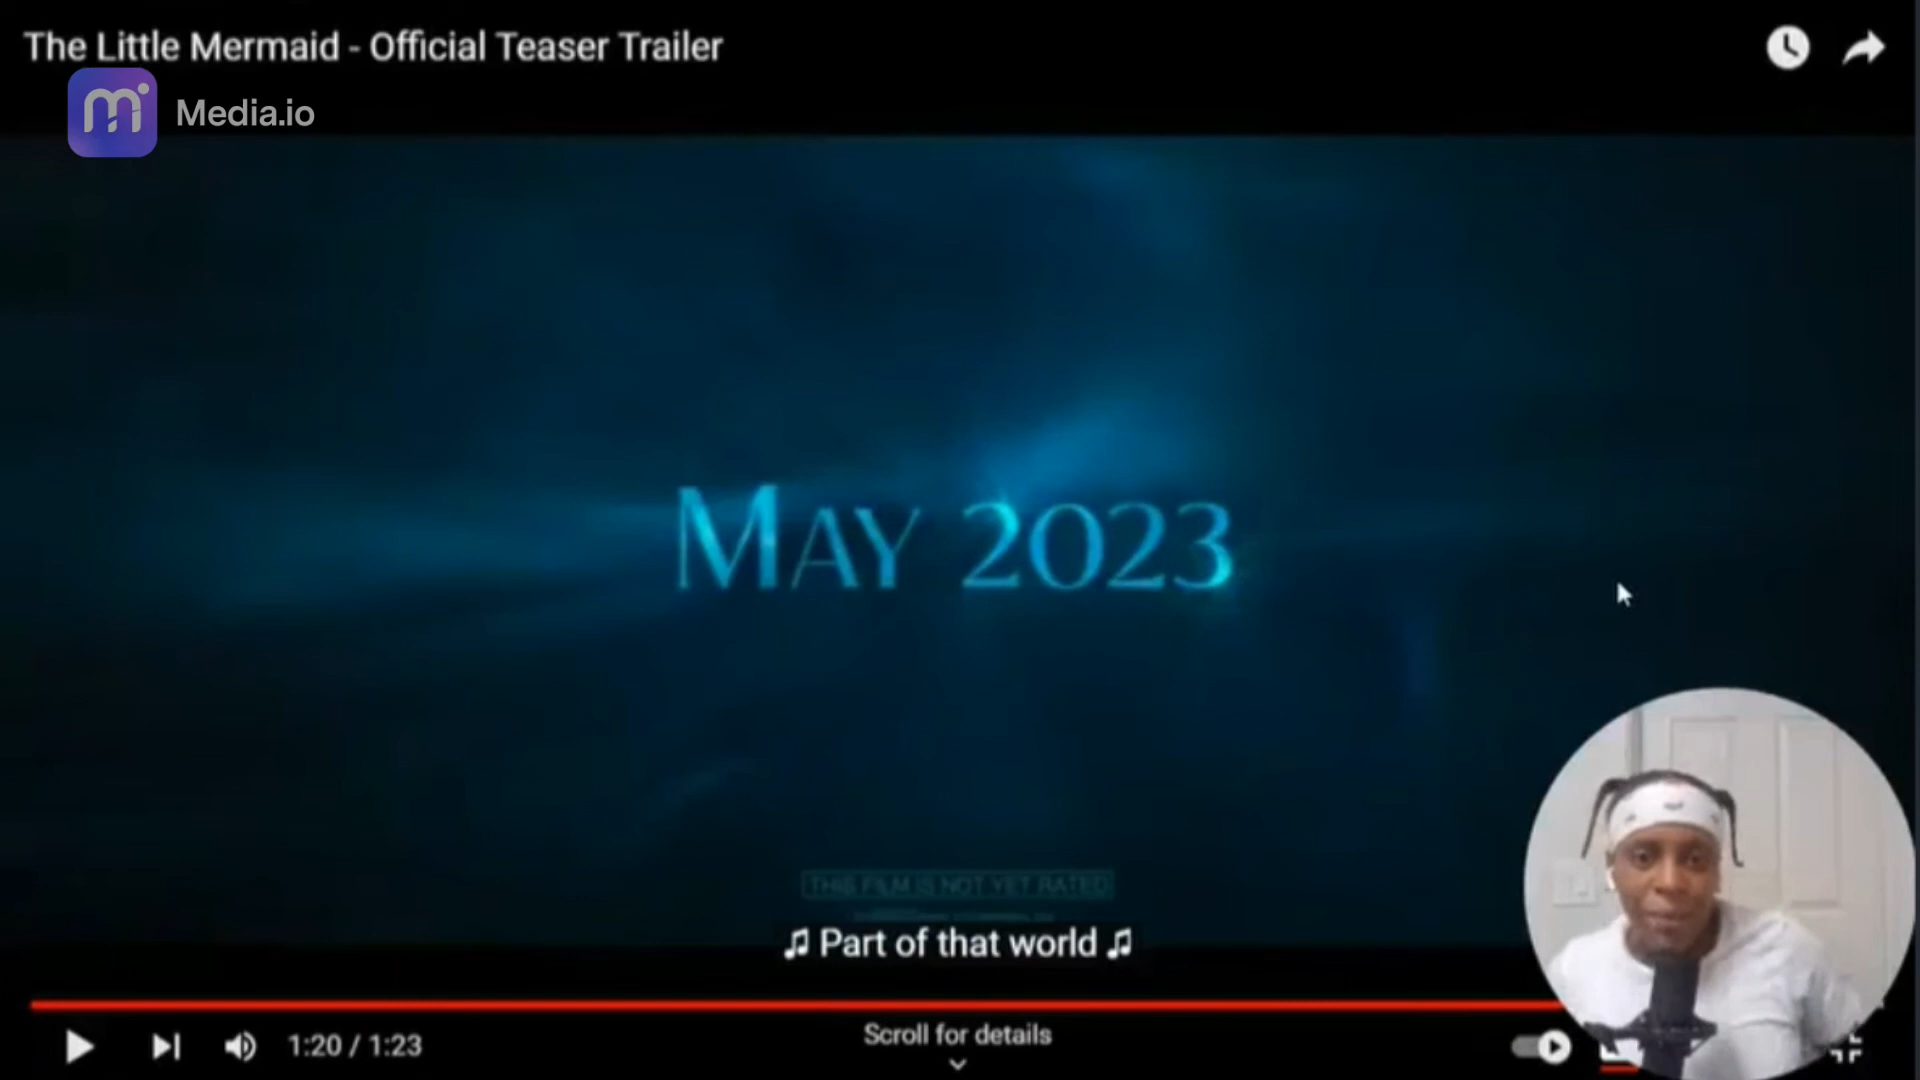 The Little Mermaid - Official Teaser Trailer
Media.io
MAY 2023
THIS FILM IS NOT YET RATED
♫ Part of that world ♫
1:20 / 1:23
Scroll for details